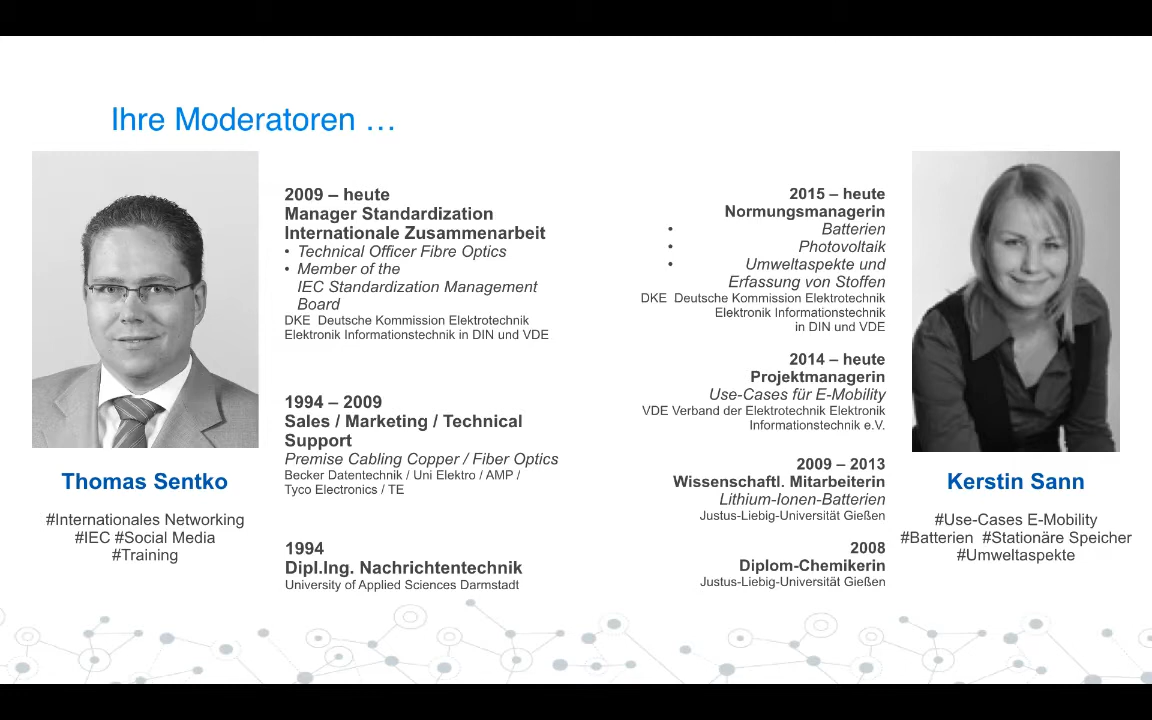 Ihre Moderatoren …
2009 – heute
Manager Standardization
Internationale Zusammenarbeit
• Technical Officer Fibre Optics
• Member of the
IEC Standardization Management
Board
DKE Deutsche Kommission Elektrotechnik
Elektronik Informationstechnik in DIN und VDE
1994 – 2009
Sales / Marketing / Technical
Support
Premise Cabling Copper / Fiber Optics
Becker Datentechnik / Uni Elektro / AMP /
Tyco Electronics / TE
1994
Dipl.Ing. Nachrichtentechnik
University of Applied Sciences Darmstadt
Thomas Sentko
#Internationales Networking
#IEC #Social Media
#Training
2015 – heute
Normungsmanagerin
• Batterien
• Photovoltaik
• Umweltaspekte und
Erfassung von Stoffen
DKE Deutsche Kommission Elektrotechnik
Elektronik Informationstechnik
in DIN und VDE
2014 – heute
Projektmanagerin
Use-Cases für E-Mobility
VDE Verband der Elektrotechnik Elektronik
Informationstechnik e.V.
2009 – 2013
Wissenschaftl. Mitarbeiterin
Lithium-Ionen-Batterien
Justus-Liebig-Universität Gießen
2008
Diplom-Chemikerin
Justus-Liebig-Universität Gießen
Kerstin Sann
#Use-Cases E-Mobility
#Batterien #Stationäre Speicher
#Umweltaspekte